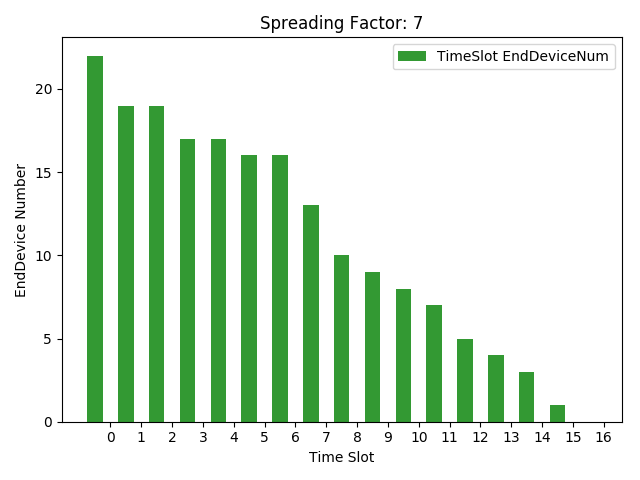 Spreading Factor: 7
TimeSlot EndDeviceNum
EndDevice Number
20
15
10
5
0
0 1 2 3 4 5 6 7 8 9 10 11 12 13 14 15 16
Time Slot